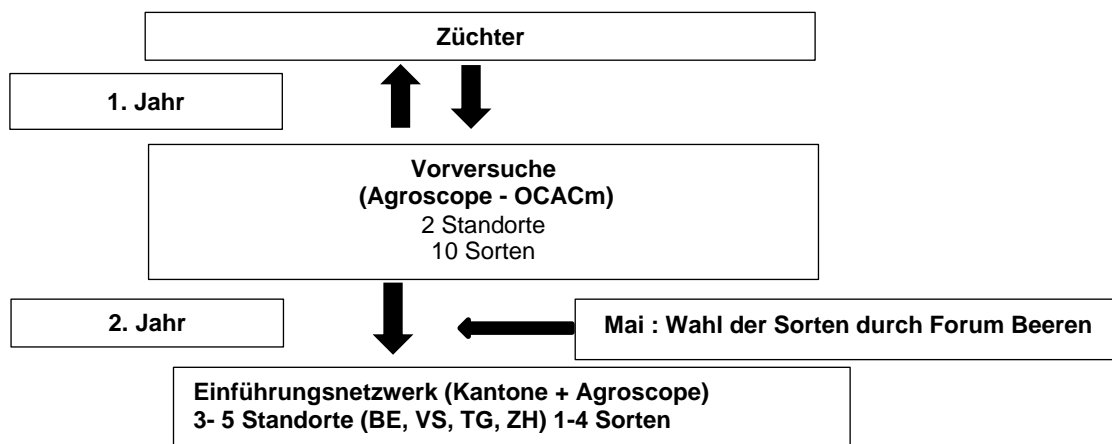 Züchter
1. Jahr
Vorversuche
(Agroscope - OCACm)
2 Standorte
10 Sorten
2. Jahr
Mai : Wahl der Sorten durch Forum Beeren
Einführungsnetzwerk (Kantone + Agroscope)
3- 5 Standorte (BE, VS, TG, ZH) 1-4 Sorten